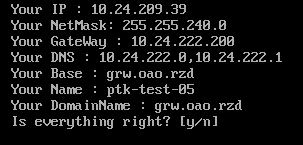 Your IP : 10.24.209.39
Your NetMask: 255.255.240.0
Your GateWay : 10.24.222.200
Your DNS : 10.24.222.0,10.24.222.1
Your Base : grw.oao.rzd
Your Name : ptk-test-05
Your DomainName : grw.oao.rzd
Is everything right? [y/n]